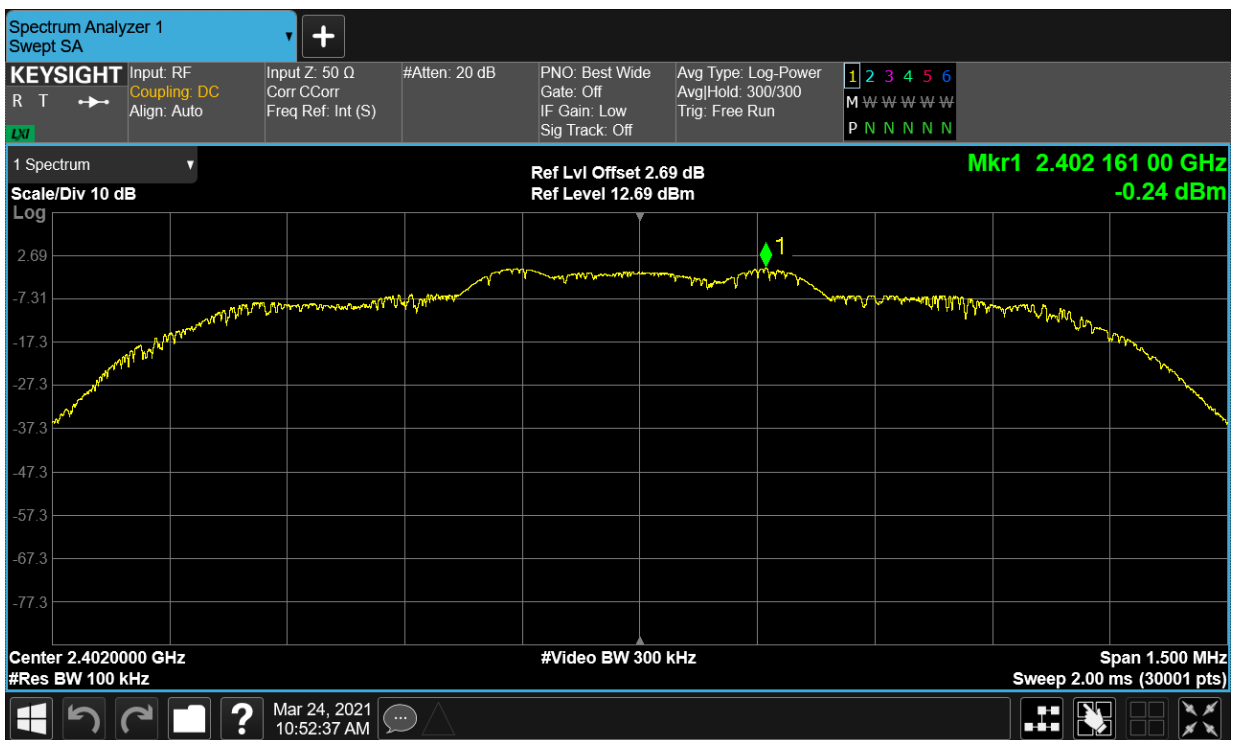 Spectrum Analyzer 1
Swept SA
+
KEYSIGHT
R T
LXI
Input: RF
Coupling: DC
Align: Auto
Input Z: 50 Ω
Corr CCorr
Freq Ref: Int (S)
#Atten: 20 dB
PNO: Best Wide
Gate: Off
IF Gain: Low
Sig Track: Off
Avg Type: Log-Power
Avg|Hold: 300/300
Trig: Free Run
1 2 3 4 5 6
M W W W W W
P N N N N N
1 Spectrum
Scale/Div 10 dB
Log
Ref Lvl Offset 2.69 dB
Ref Level 12.69 dBm
Mkr1 2.402 161 00 GHz
-0.24 dBm
1
2.69
-7.31
-17.3
-27.3
-37.3
-47.3
-57.3
-67.3
-77.3
Center 2.4020000 GHz
#Res BW 100 kHz
#Video BW 300 kHz
Span 1.500 MHz
Sweep 2.00 ms (30001 pts)
?
Mar 24, 2021
10:52:37 AM